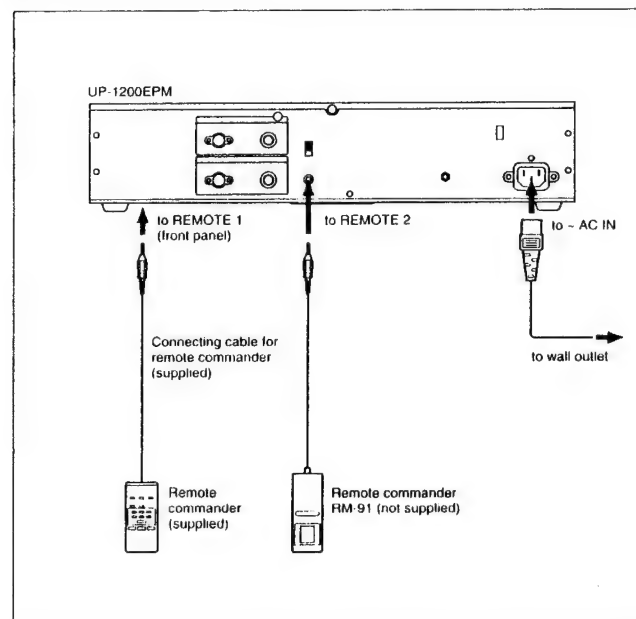 UP-1200EPM
to REMOTE 1
(front panel)
to REMOTE 2
to ~ AC IN
to wall outlet
Connecting cable for
remote commander
(supplied)
Remote
commander
(supplied)
Remote commander
RM-91 (not supplied)